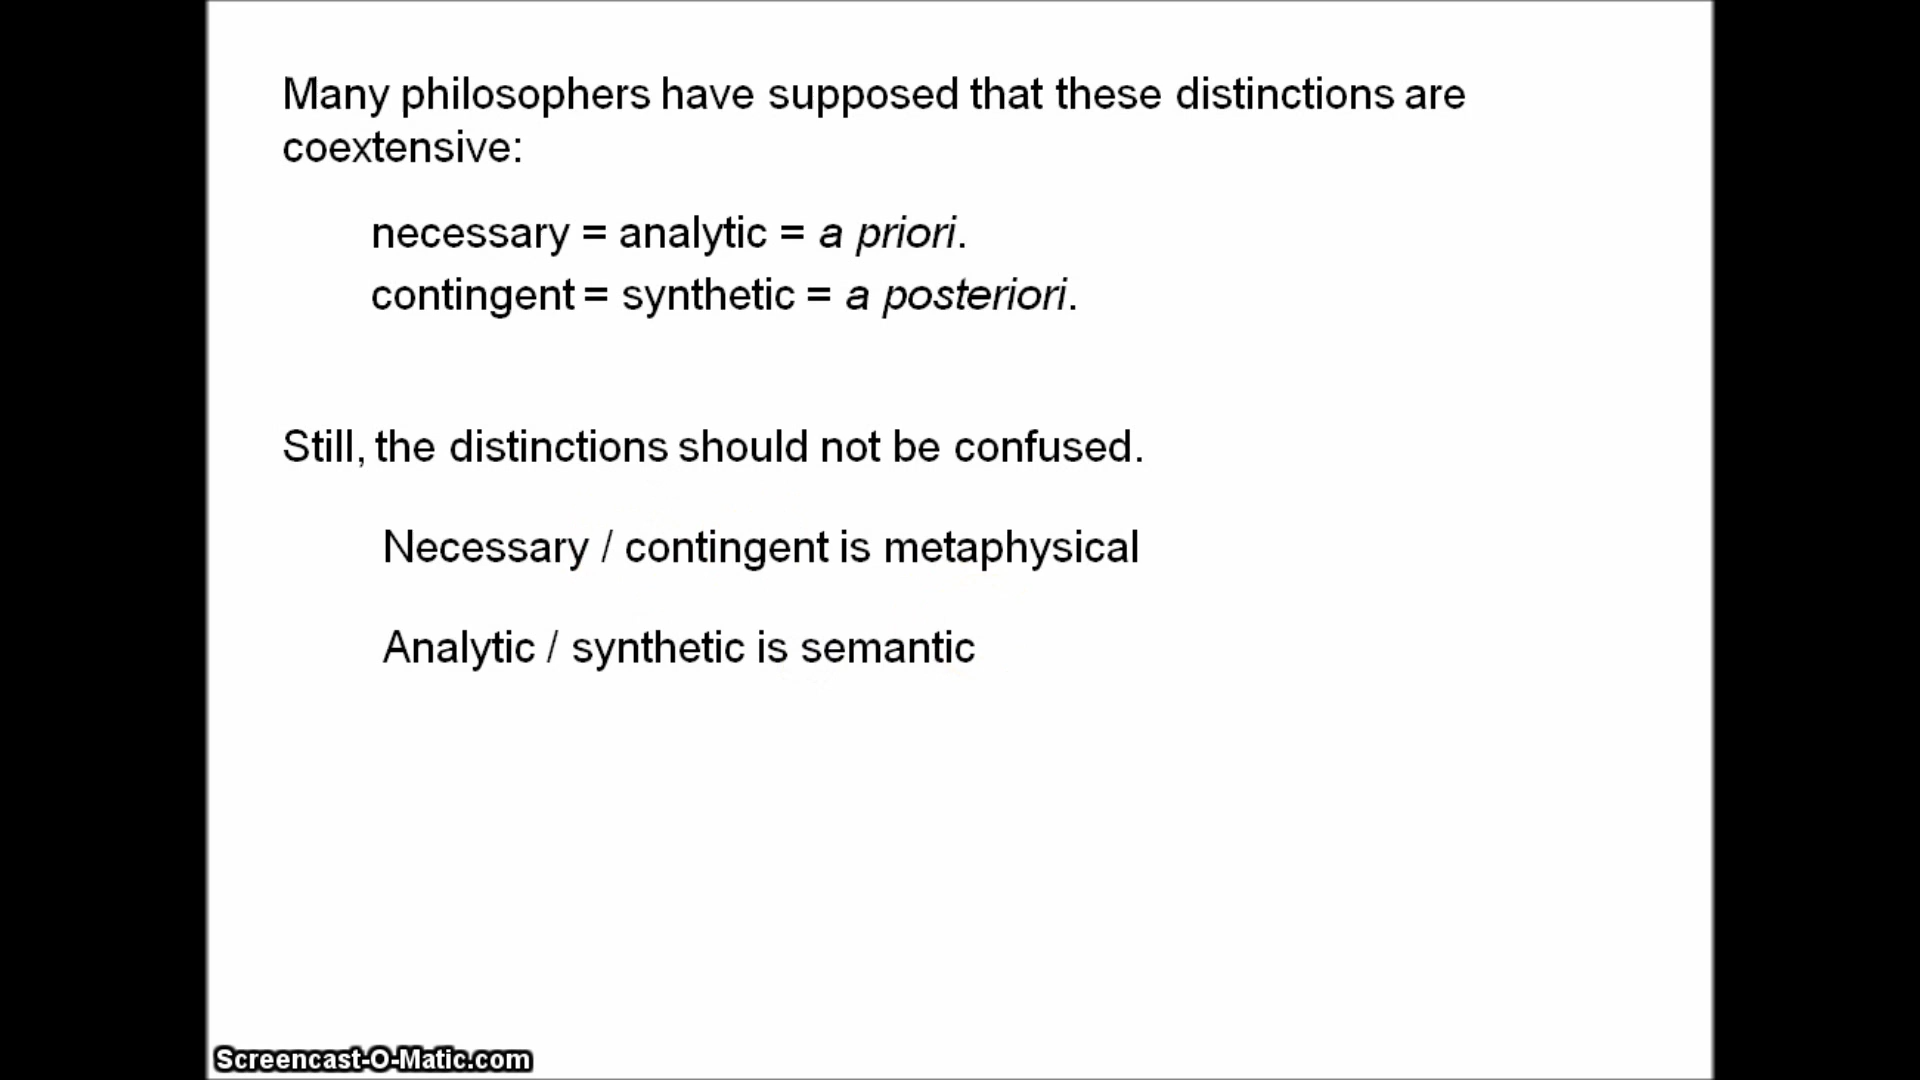 Many philosophers have supposed that these distinctions are
coextensive:
necessary = analytic = a priori.
contingent = synthetic = a posteriori.
Still, the distinctions should not be confused.
Necessary / contingent is metaphysical
Analytic / synthetic is semantic
Screencast-O-Matic.com